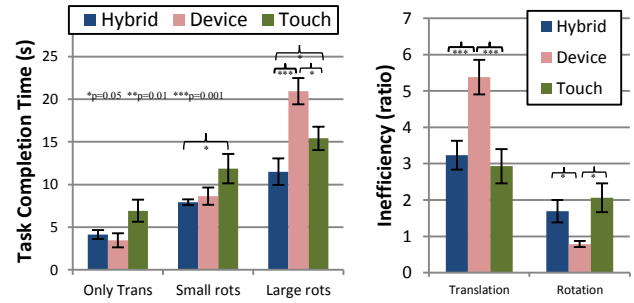 Hybrid Device Touch
Task Completion Time (s)
25
20
15
10
5
0
*p=0.05 **p=0.01 ***p=0.001
*
*
***
*
Only Trans Small rots Large rots
Hybrid
Device
Touch
Inefficiency (ratio)
7
6
5
4
3
2
1
0
*** ***
* *
Translation Rotation